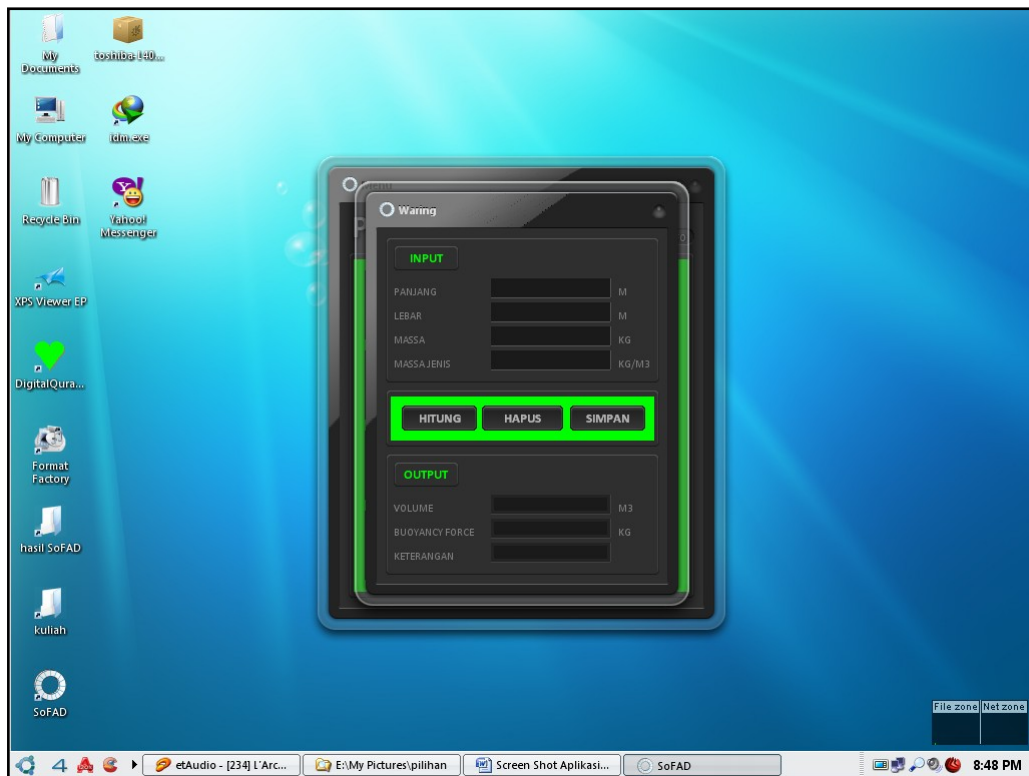 My Documents
toshiba-l40...
My Computer
idm.exe
Recycle Bin
Yahoo! Messenger
XPS Viewer EP
DigitalQura...
Format Factory
hasil SoFAD
kuliah
SoFAD
Waring
INPUT
PANJANG M
LEBAR M
MASSA KG
MASSA JENIS KG/M3
HITUNG HAPUS SIMPAN
OUTPUT
VOLUME M3
BUOYANCY FORCE KG
KETERANGAN
File zone Net zone
etAudio - [234] L'Arc... E:\My Pictures\pilihan Screen Shot Aplikasi... SoFAD 8:48 PM